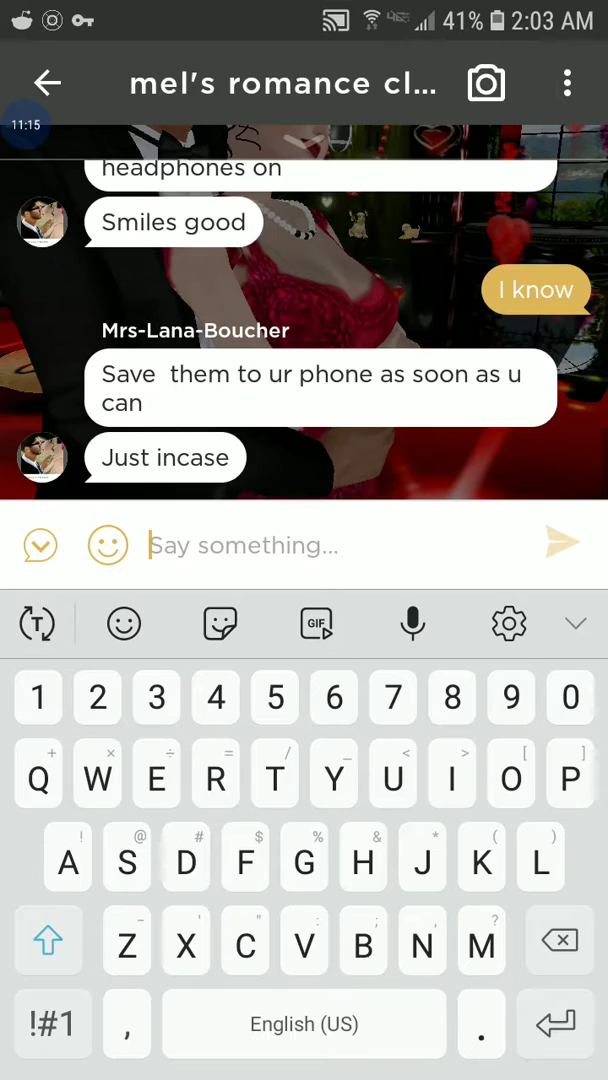 41% 2:03 AM
mel's romance cl...
11:15
headphones on
Smiles good
I know
Mrs-Lana-Boucher
Save them to ur phone as soon as u
can
Just incase
Say something...
T GIF
1 2 3 4 5 6 7 8 9 0
+ × ÷ = / _ < > [ ]
Q W E R T Y U I O P
! @ # $ % & * ( )
A S D F G H J K L
- ' " : ; , ?
Z X C V B N M
!#1 , English (US) .